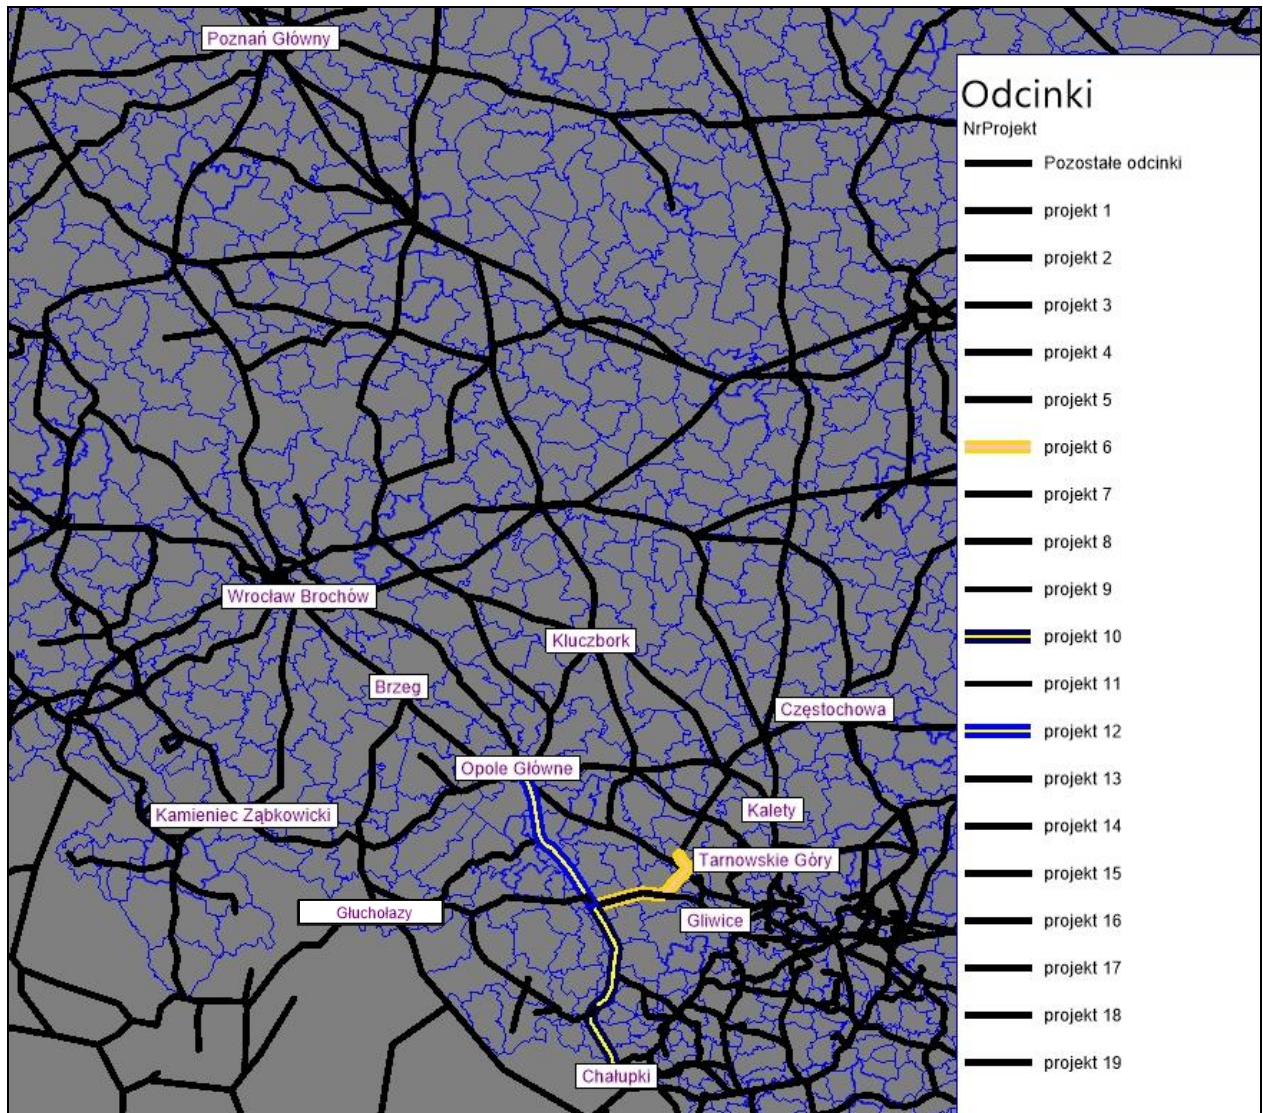 Poznań Główny
Odcinki
NrProjekt
Pozostałe odcinki
projekt 1
projekt 2
projekt 3
projekt 4
projekt 5
projekt 6
projekt 7
projekt 8
projekt 9
projekt 10
projekt 11
projekt 12
projekt 13
projekt 14
projekt 15
projekt 16
projekt 17
projekt 18
projekt 19
Wrocław Brochów
Kluczbork
Brzeg
Częstochowa
Opole Główne
Kamieniec Ząbkowicki
Kalety
Tarnowskie Góry
Głuchołazy
Gliwice
Chałupki